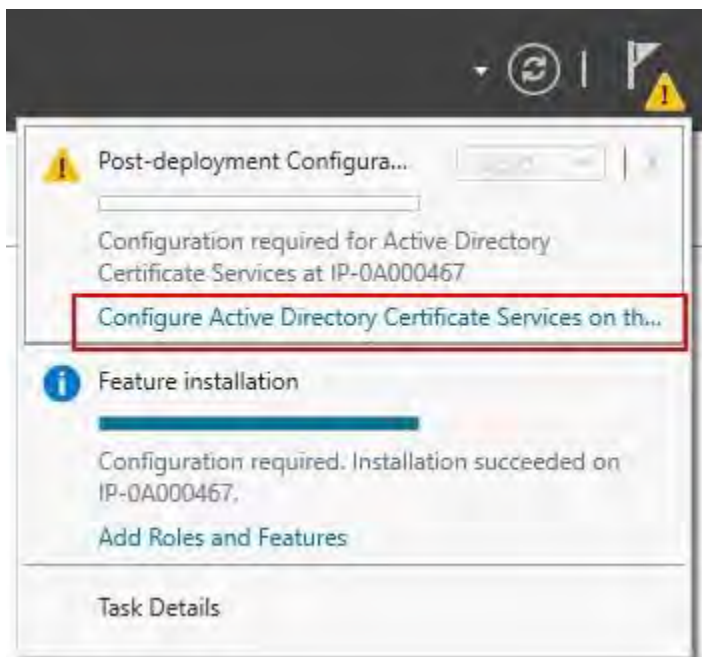 Post-deployment Configura...
Configuration required for Active Directory
Certificate Services at IP-0A000467
Configure Active Directory Certificate Services on th...
Feature installation
Configuration required. Installation succeeded on
IP-0A000467.
Add Roles and Features
Task Details